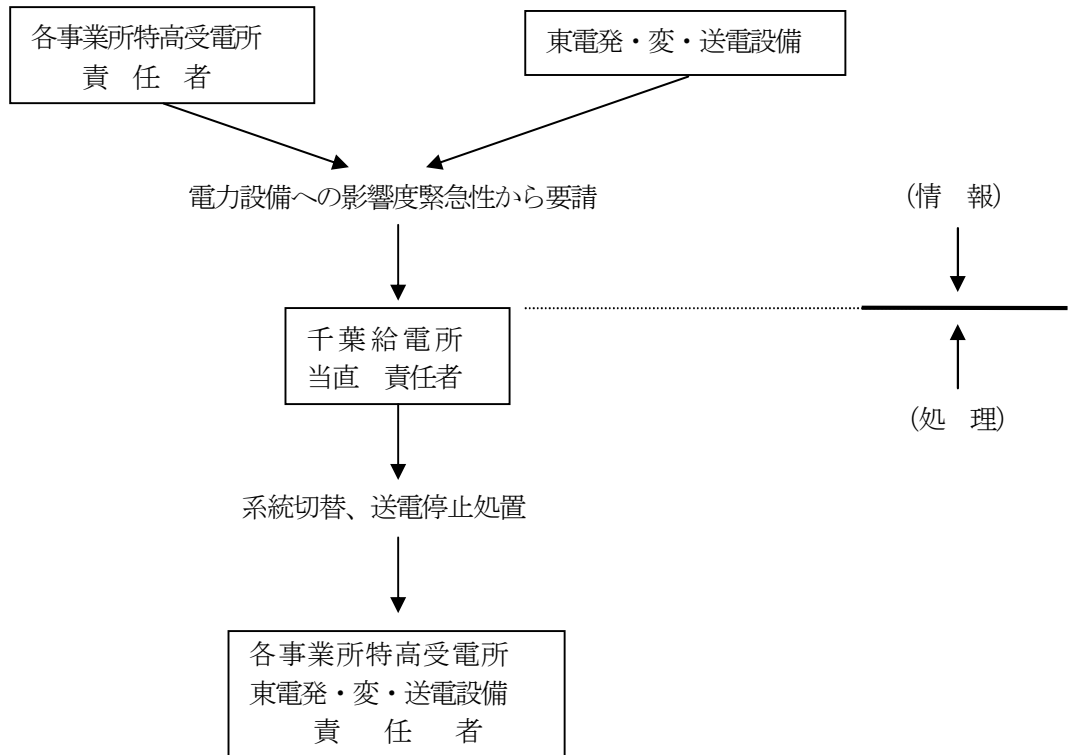 各事業所特高受電所
責　任　者
東電発・変・送電設備
電力設備への影響度緊急性から要請
(情　報)
千葉給電所
当直　責任者
(処　理)
系統切替、送電停止処置
各事業所特高受電所
東電発・変・送電設備
責　任　者